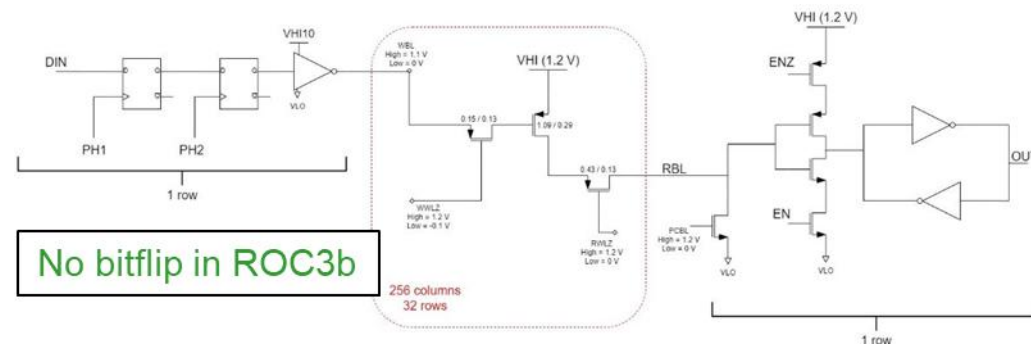 DIN
PH1
PH2
VHI10
VLO
1 row
No bitflip in ROC3b
WBL
High = 1.1 V
Low = 0 V
0.15 / 0.13
VHI (1.2 V)
1.09 / 0.29
0.43 / 0.13
WWLZ
High = 1.2 V
Low = -0.1 V
RWLZ
High = 1.2 V
Low = 0 V
256 columns
32 rows
RBL
PCBL
High = 1.2 V
Low = 0 V
VLO
VHI (1.2 V)
ENZ
EN
VLO
OUT
1 row